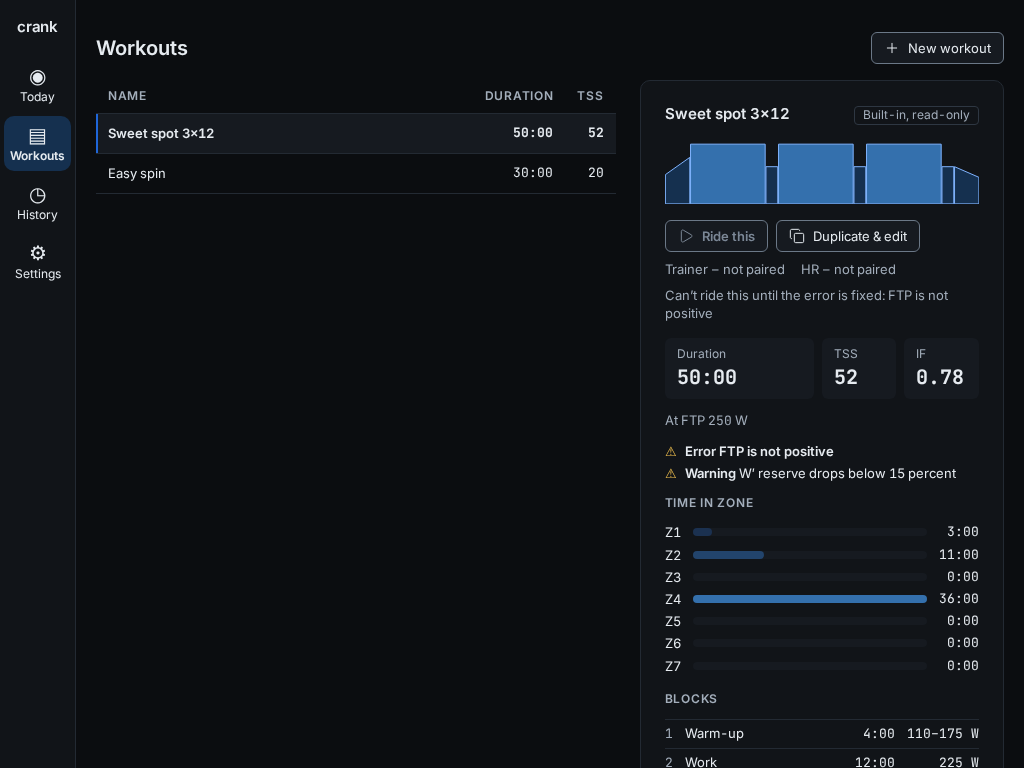 crank
Today
Workouts
History
Settings
Workouts
New workout
NAME DURATION TSS
Sweet spot 3×12 50:00 52
Easy spin 30:00 20
Sweet spot 3×12
Built-in, read-only
Ride this
Duplicate & edit
Trainer – not paired HR – not paired
Can’t ride this until the error is fixed: FTP is not
positive
Duration TSS IF
50:00 52 0.78
At FTP 250 W
Error FTP is not positive
Warning W′ reserve drops below 15 percent
TIME IN ZONE
Z1 3:00
Z2 11:00
Z3 0:00
Z4 36:00
Z5 0:00
Z6 0:00
Z7 0:00
BLOCKS
1 Warm-up 4:00 110–175 W
2 Work 12:00 225 W